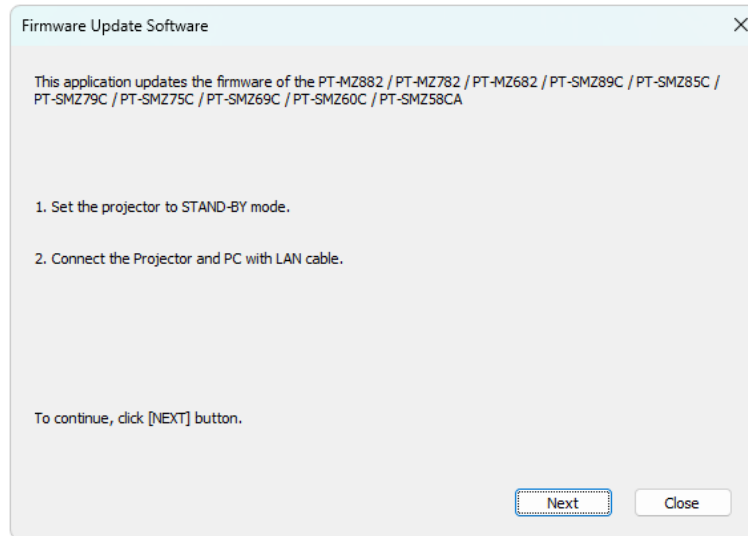 Firmware Update Software
This application updates the firmware of the PT-MZ882 / PT-MZ782 / PT-MZ682 / PT-SMZ89C / PT-SMZ85C /
PT-SMZ79C / PT-SMZ75C / PT-SMZ69C / PT-SMZ60C / PT-SMZ58CA
1. Set the projector to STAND-BY mode.
2. Connect the Projector and PC with LAN cable.
To continue, click [NEXT] button.
Next
Close